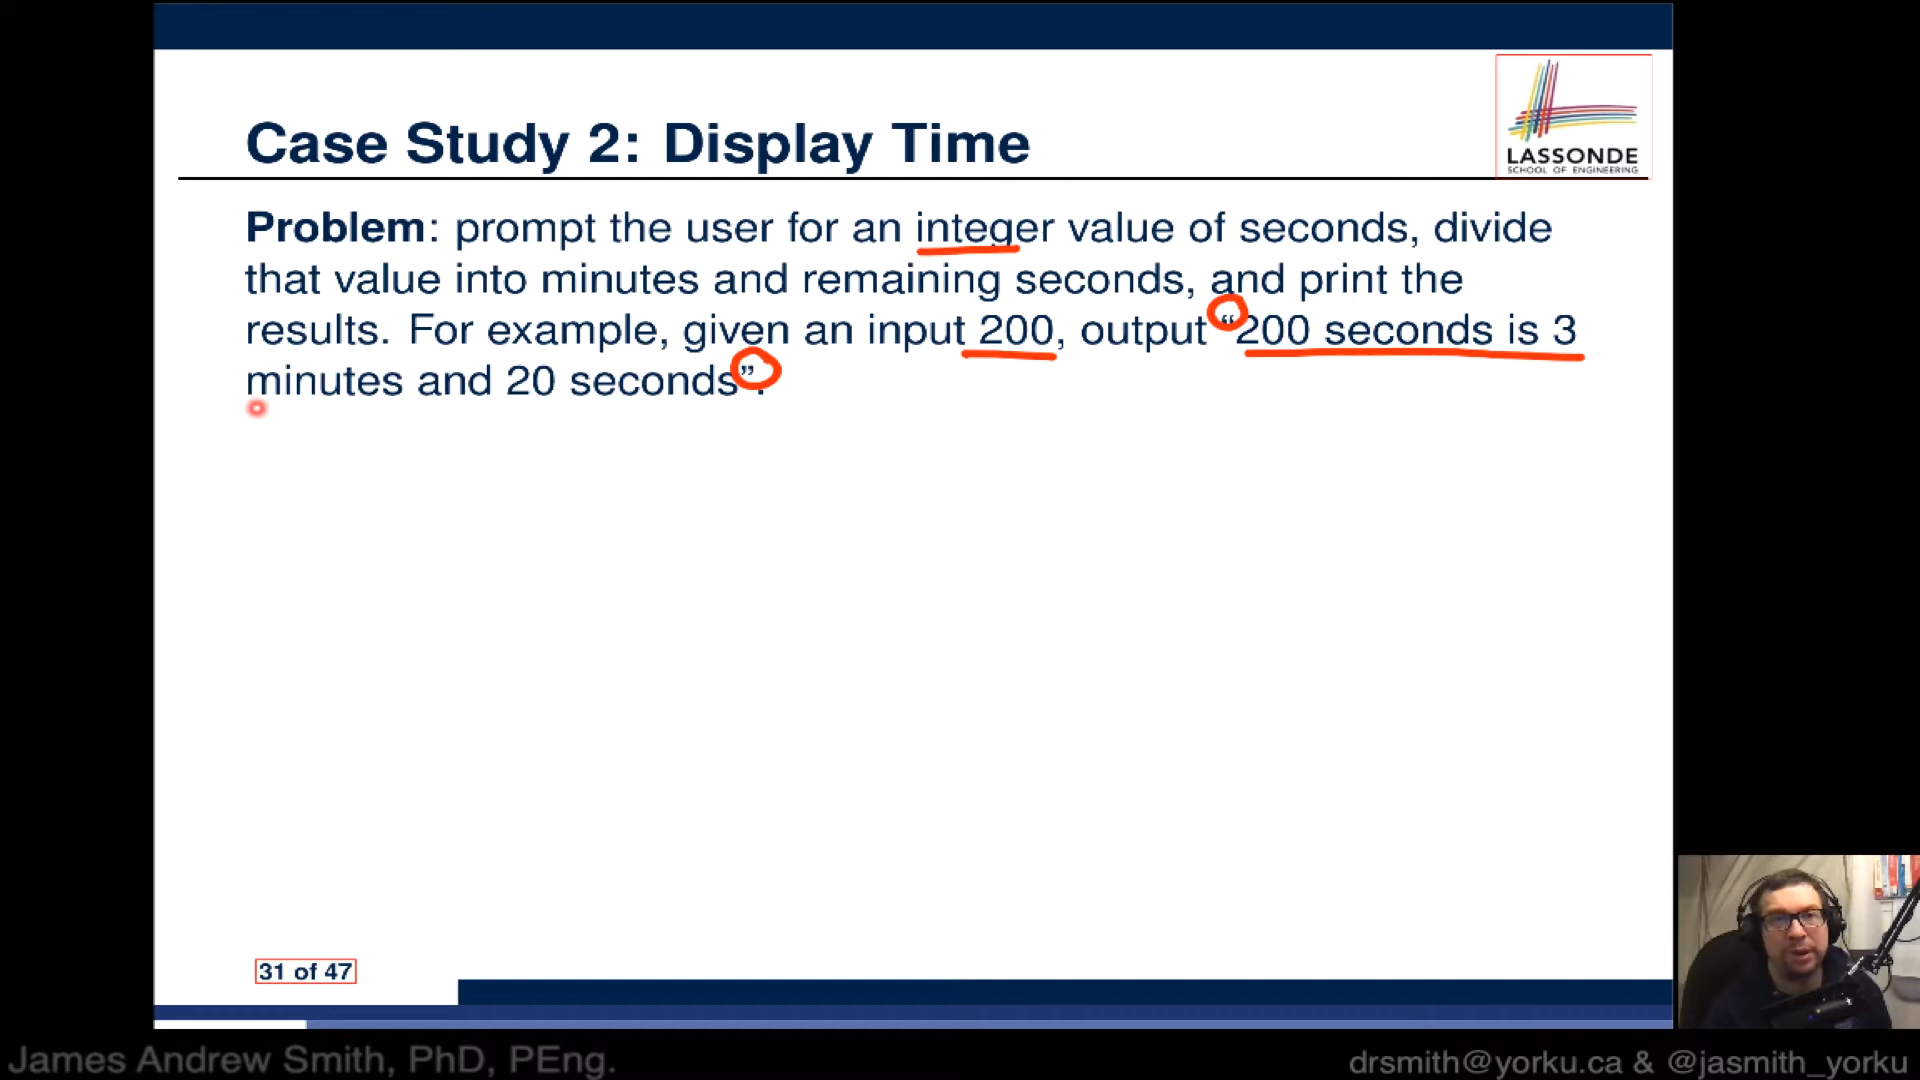 LASSONDE
SCHOOL OF ENGINEERING
Case Study 2: Display Time
Problem: prompt the user for an integer value of seconds, divide
that value into minutes and remaining seconds, and print the
results. For example, given an input 200, output “200 seconds is 3
minutes and 20 seconds”.
31 of 47
James Andrew Smith, PhD, PEng.
drsmith@yorku.ca & @jasmith_yorku